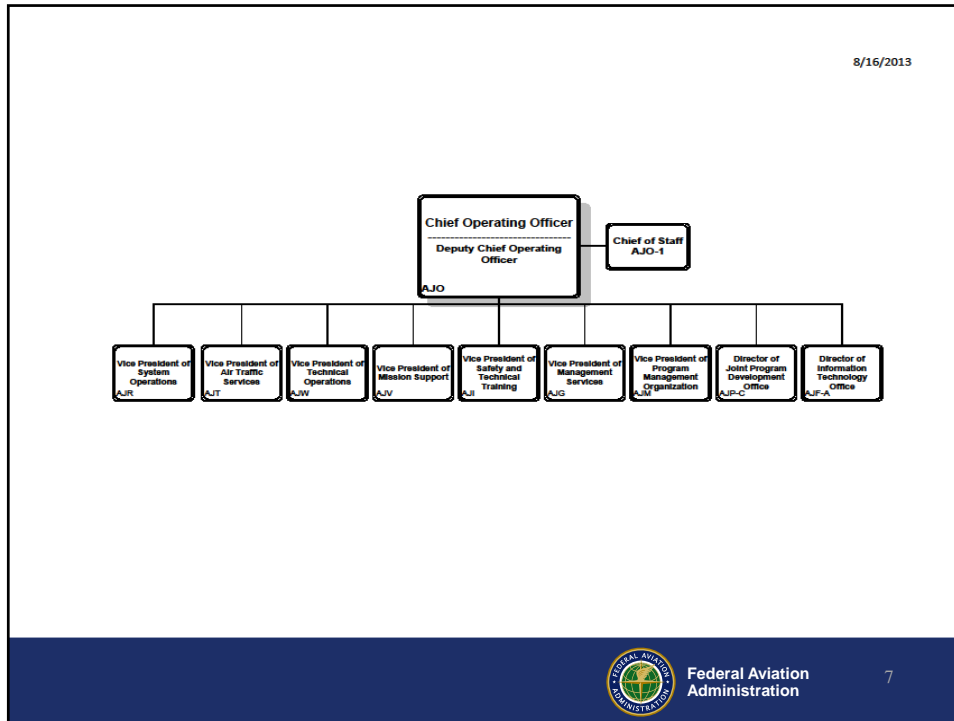 8/16/2013
Chief Operating Officer
--------------------------------
Deputy Chief Operating
Officer
AJO
Chief of Staff
AJO-1
Vice President of
System
Operations
AJR
Vice President of
Air Traffic
Services
AJT
Vice President of
Technical
Operations
AJW
Vice President of
Mission Support
AJV
Vice President of
Safety and
Technical
Training
AJI
Vice President of
Management
Services
AJG
Vice President of
Program
Management
Organization
AJM
Director of
Joint Program
Development
Office
AJP-C
Director of
Information
Technology
Office
AJF-A
FEDERAL AVIATION
ADMINISTRATION
Federal Aviation
Administration
7